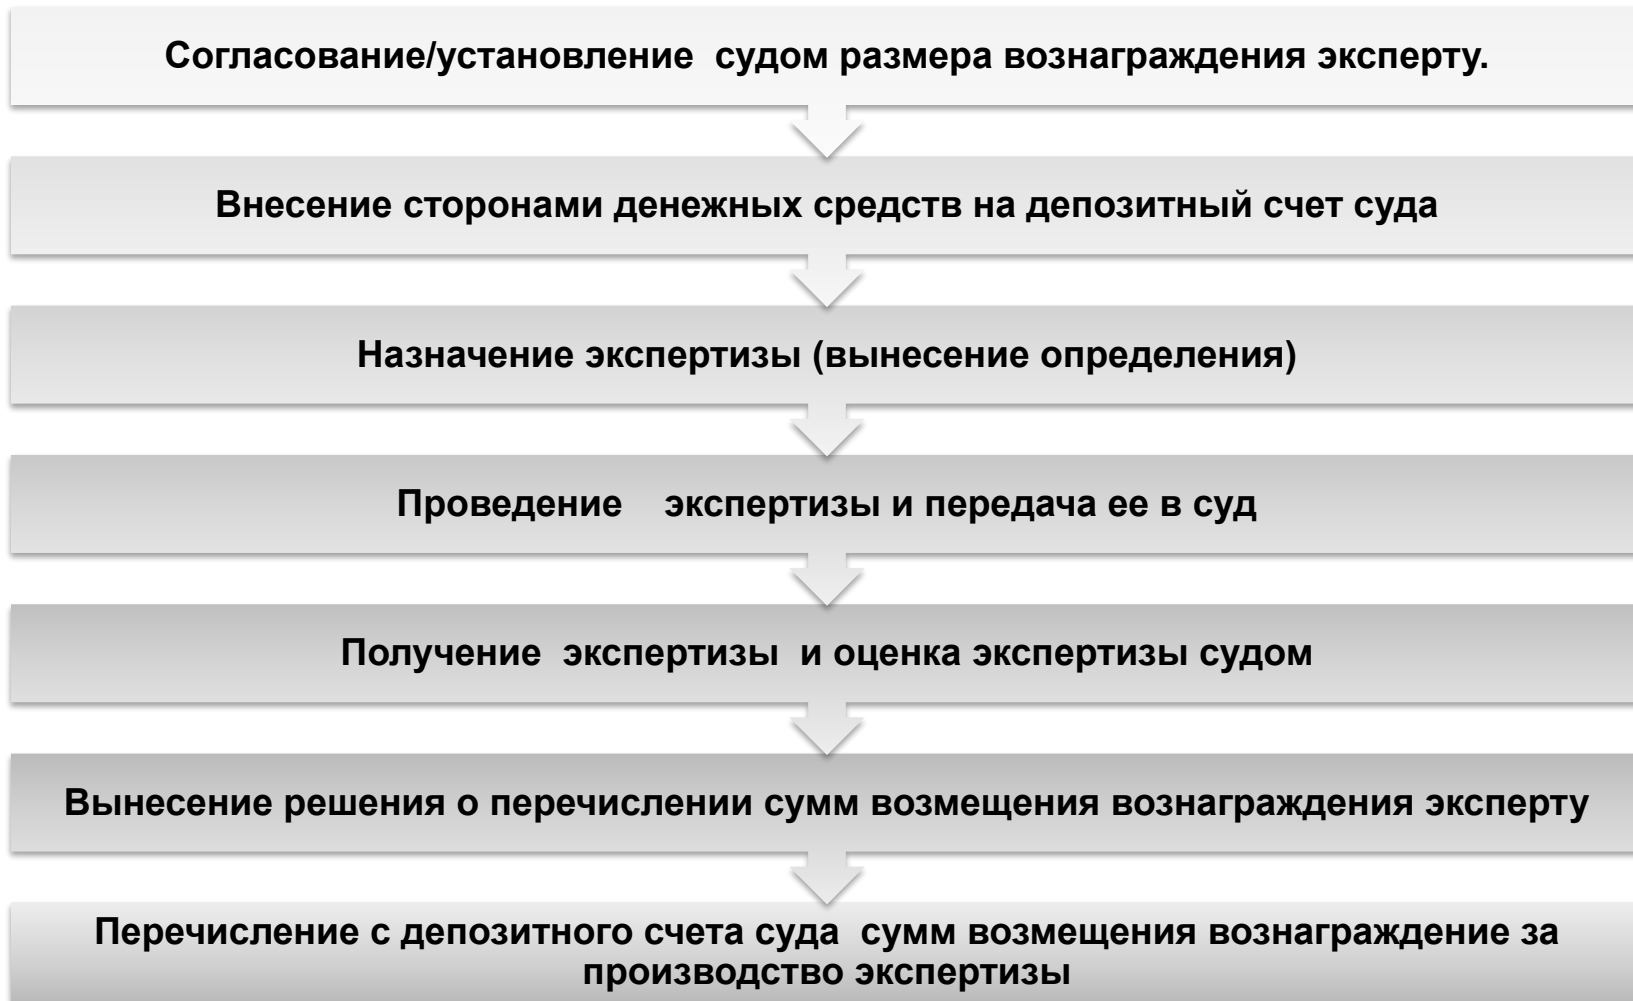 Согласование/установление судом размера вознаграждения эксперту.
Внесение сторонами денежных средств на депозитный счет суда
Назначение экспертизы (вынесение определения)
Проведение экспертизы и передача ее в суд
Получение экспертизы и оценка экспертизы судом
Вынесение решения о перечислении сумм возмещения вознаграждения эксперту
Перечисление с депозитного счета суда сумм возмещения вознаграждение за
производство экспертизы